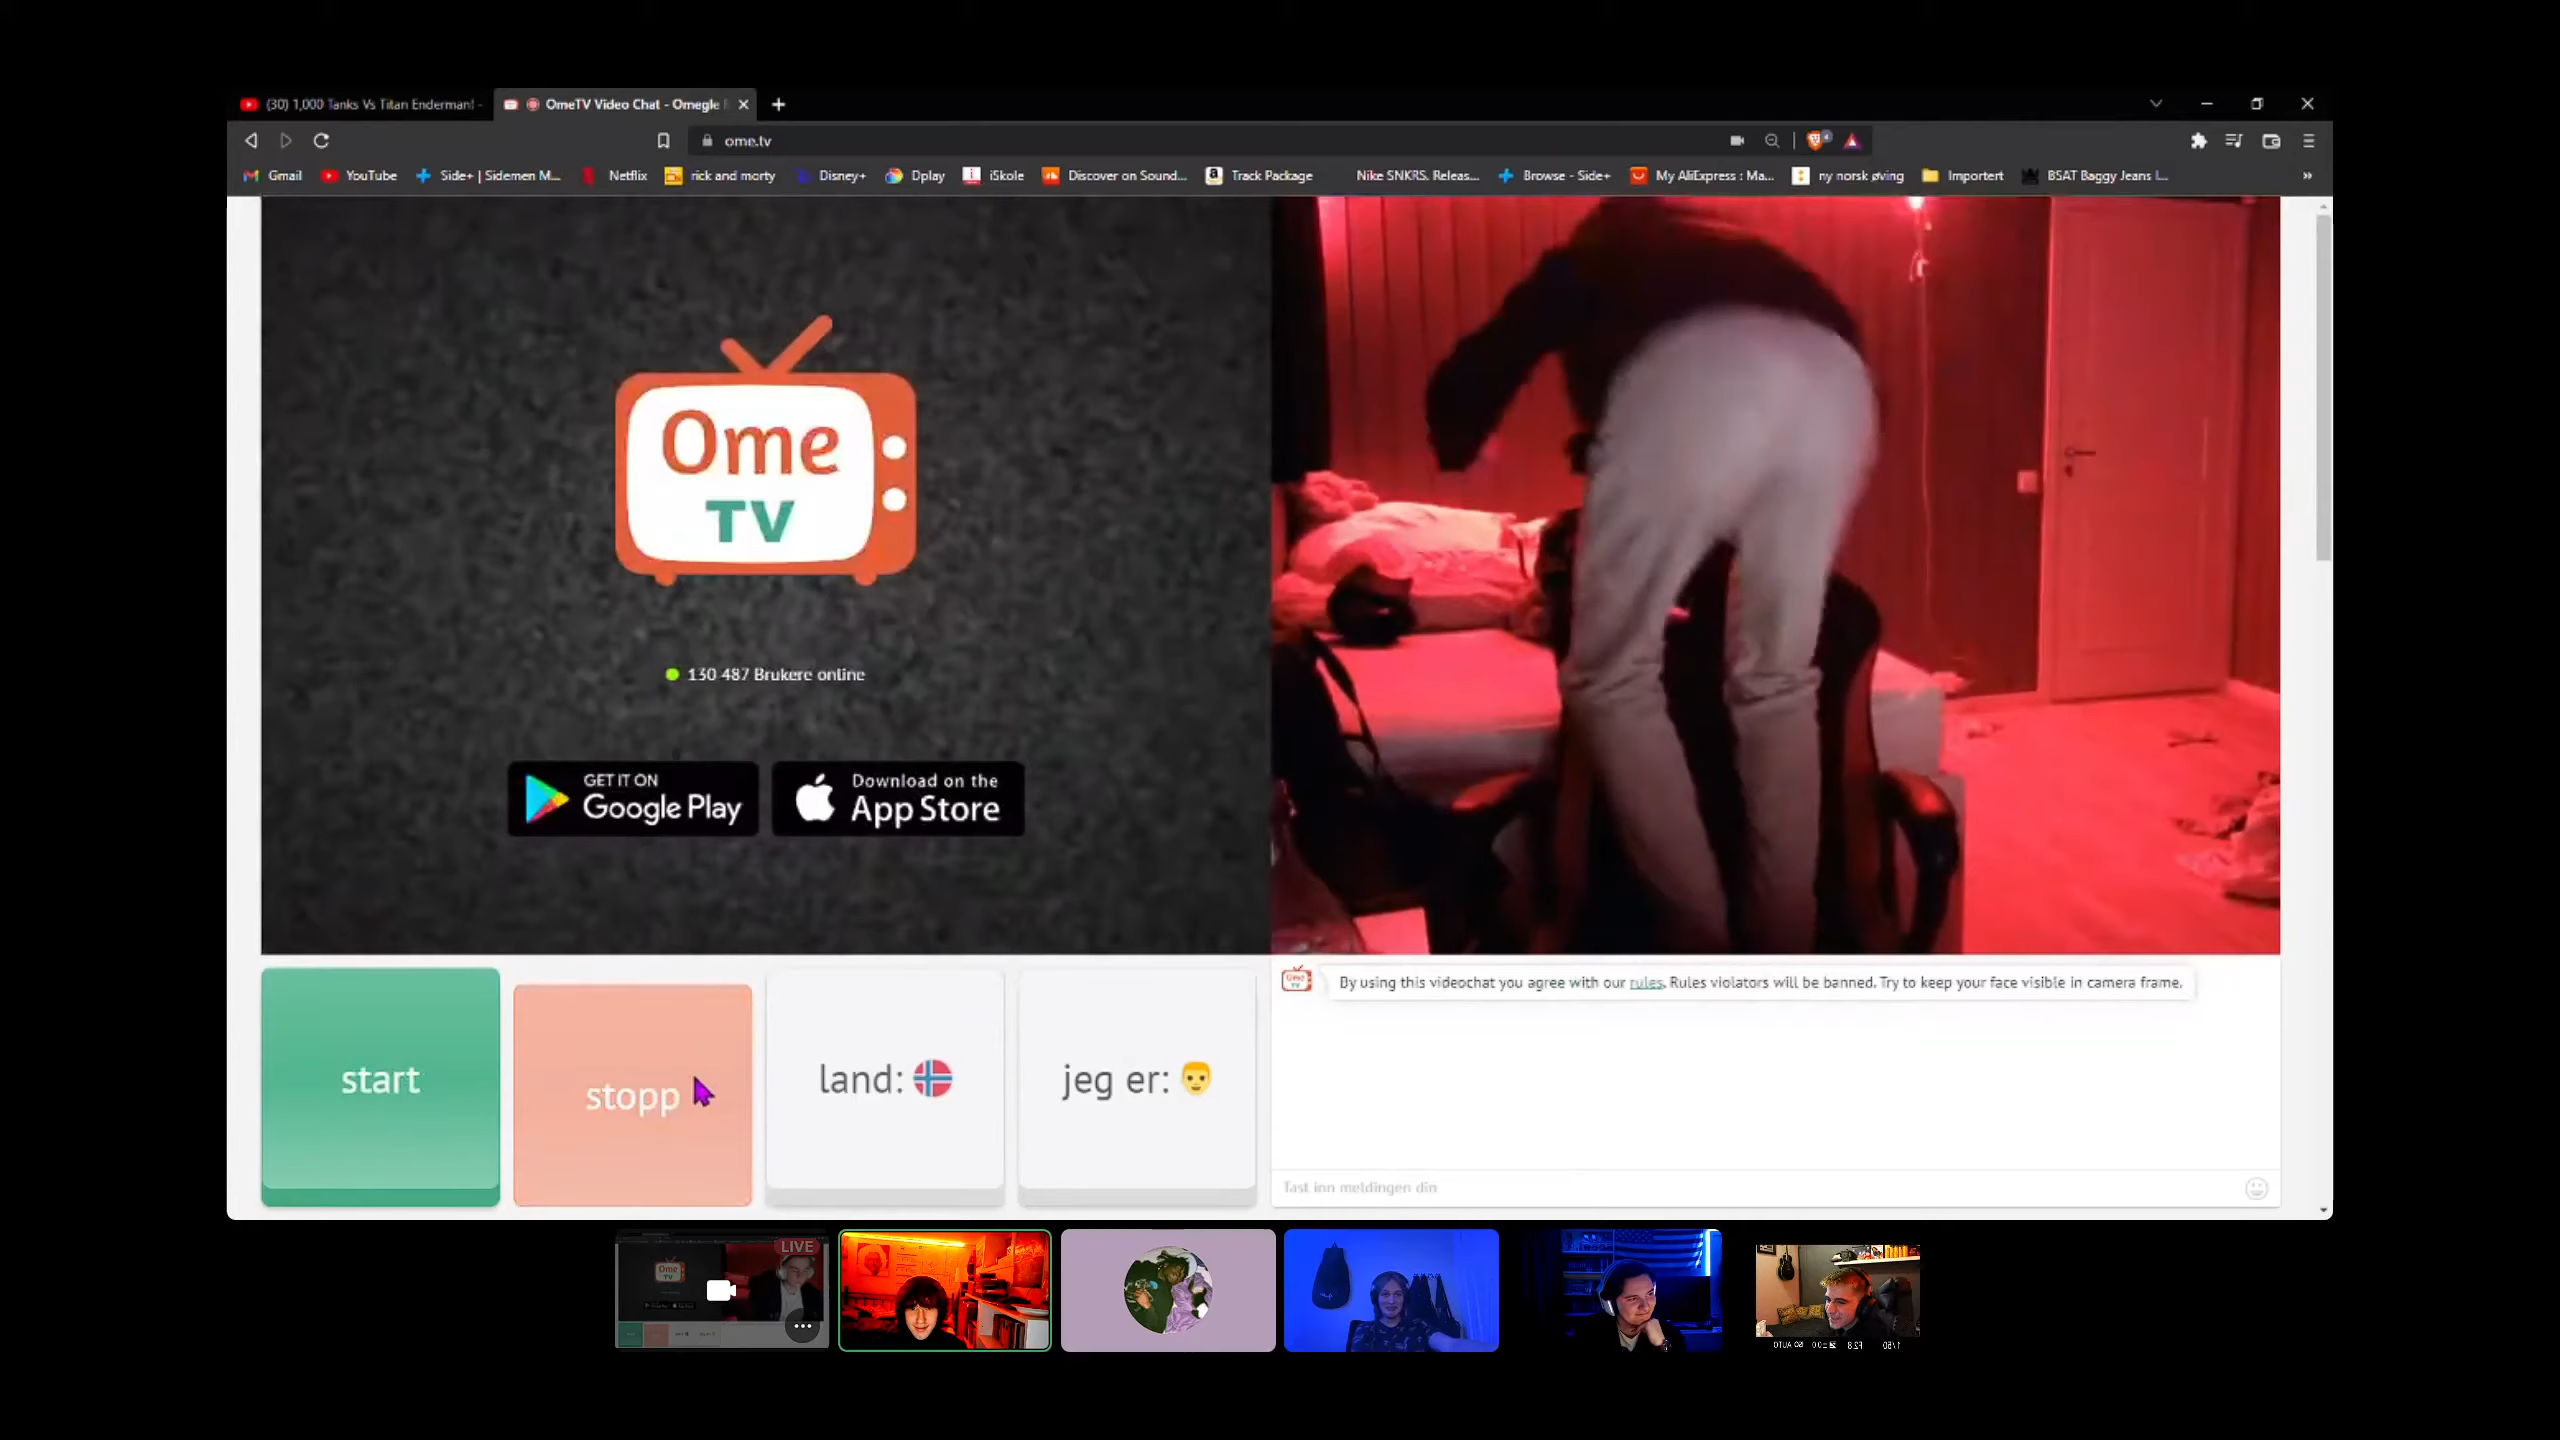 (30) 1,000 Tanks Vs Titan Enderman! -
OmeTV Video Chat - Omegle
ome.tv
Gmail YouTube Side+ | Sidemen M... Netflix rick and morty Disney+ Dplay iSkole Discover on Sound... Track Package Nike SNKRS. Releas... Browse - Side+ My AliExpress : Ma... ny norsk øving Importert BSAT Baggy Jeans I...
Ome
TV
130 487 Brukere online
GET IT ON
Google Play
Download on the
App Store
By using this videochat you agree with our rules. Rules violators will be banned. Try to keep your face visible in camera frame.
start
stopp
land:
jeg er:
Tast inn meldingen din
LIVE
Ome
TV